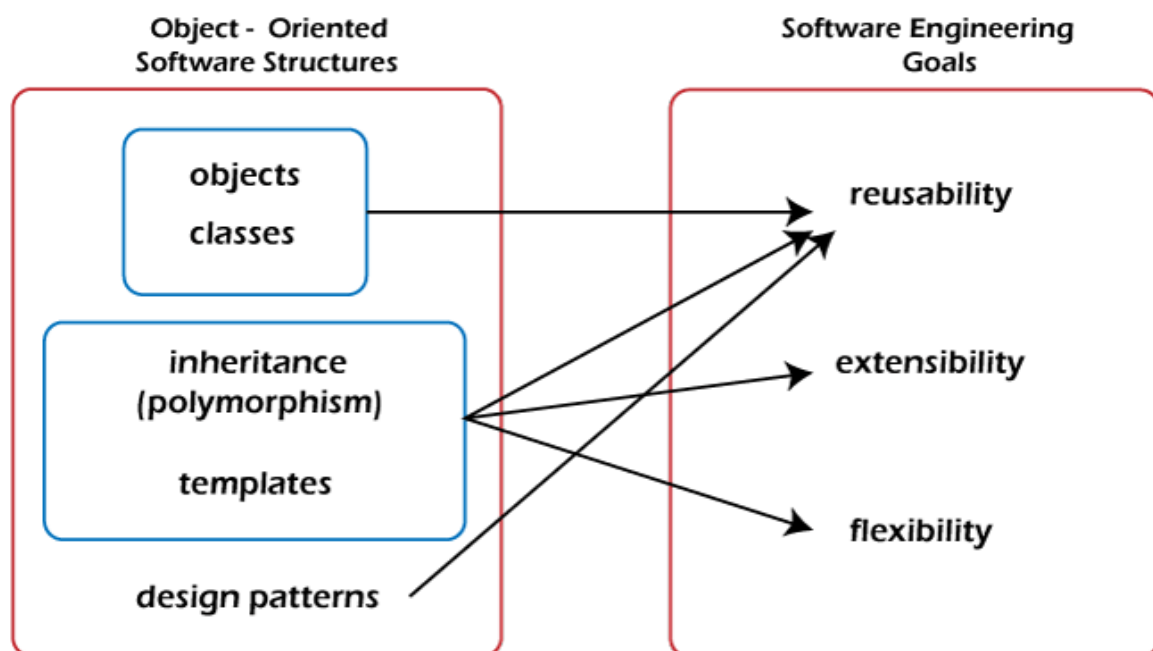 Object - Oriented
Software Structures
objects
classes
inheritance
(polymorphism)
templates
design patterns
Software Engineering
Goals
reusability
extensibility
flexibility